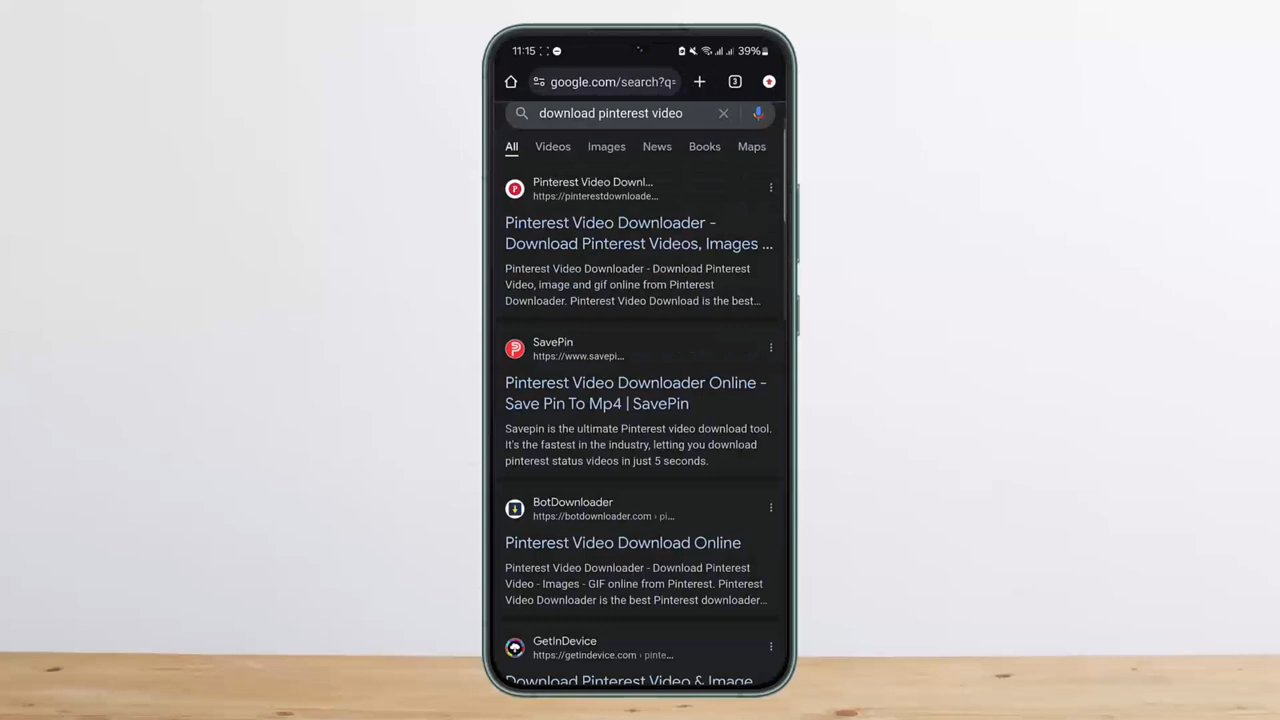 11:15
39%
google.com/search?q=
3
download pinterest video
All Videos Images News Books Maps
Pinterest Video Downl...
https://pinterestdownloade...
Pinterest Video Downloader -
Download Pinterest Videos, Images ...
Pinterest Video Downloader - Download Pinterest
Video, image and gif online from Pinterest
Downloader. Pinterest Video Download is the best...
SavePin
https://www.savepi...
Pinterest Video Downloader Online -
Save Pin To Mp4 | SavePin
Savepin is the ultimate Pinterest video download tool.
It's the fastest in the industry, letting you download
pinterest status videos in just 5 seconds.
BotDownloader
https://botdownloader.com › pi...
Pinterest Video Download Online
Pinterest Video Downloader - Download Pinterest
Video - Images - GIF online from Pinterest. Pinterest
Video Downloader is the best Pinterest downloader...
GetInDevice
https://getindevice.com › pinte...
Download Pinterest Video & Image